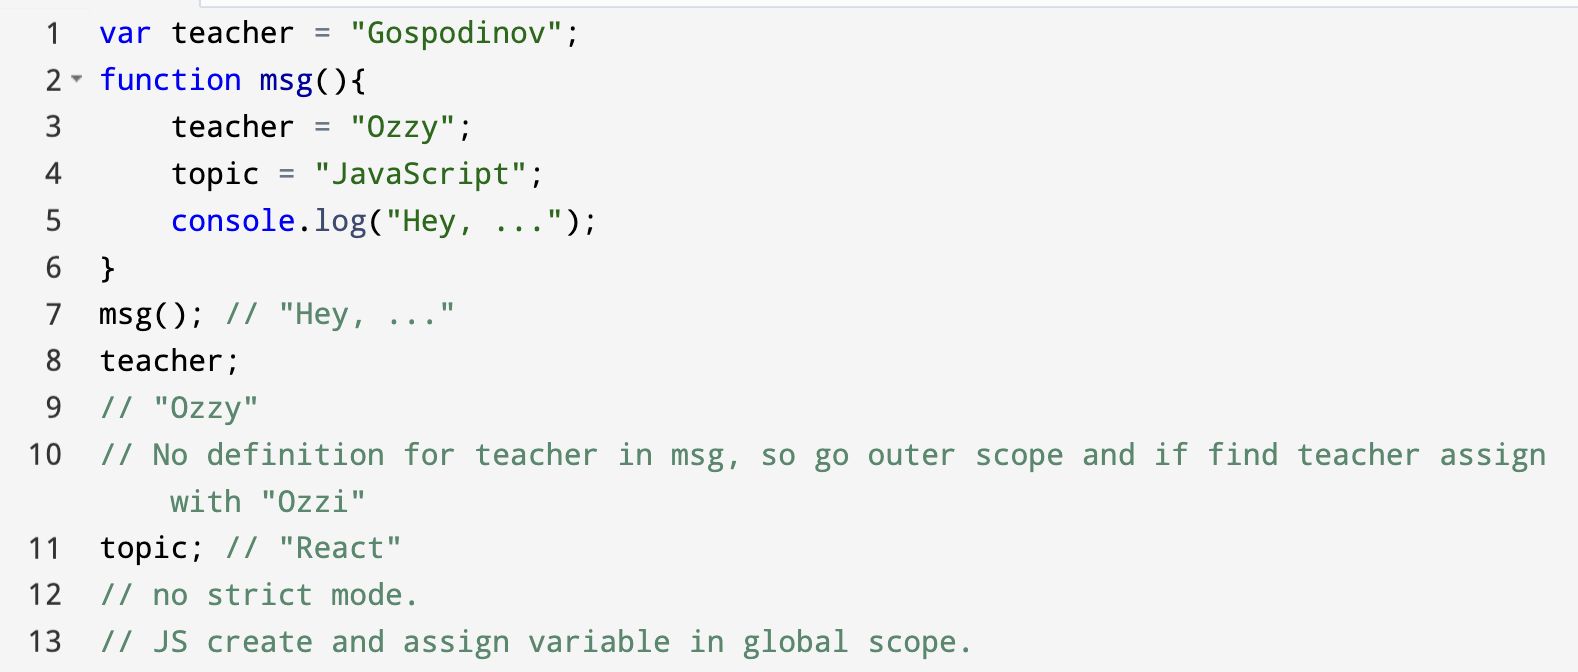 1 var teacher = "Gospodinov";
2 function msg(){
3 teacher = "Ozzy";
4 topic = "JavaScript";
5 console.log("Hey, ...");
6 }
7 msg(); // "Hey, ..."
8 teacher;
9 // "Ozzy"
10 // No definition for teacher in msg, so go outer scope and if find teacher assign
with "Ozzi"
11 topic; // "React"
12 // no strict mode.
13 // JS create and assign variable in global scope.